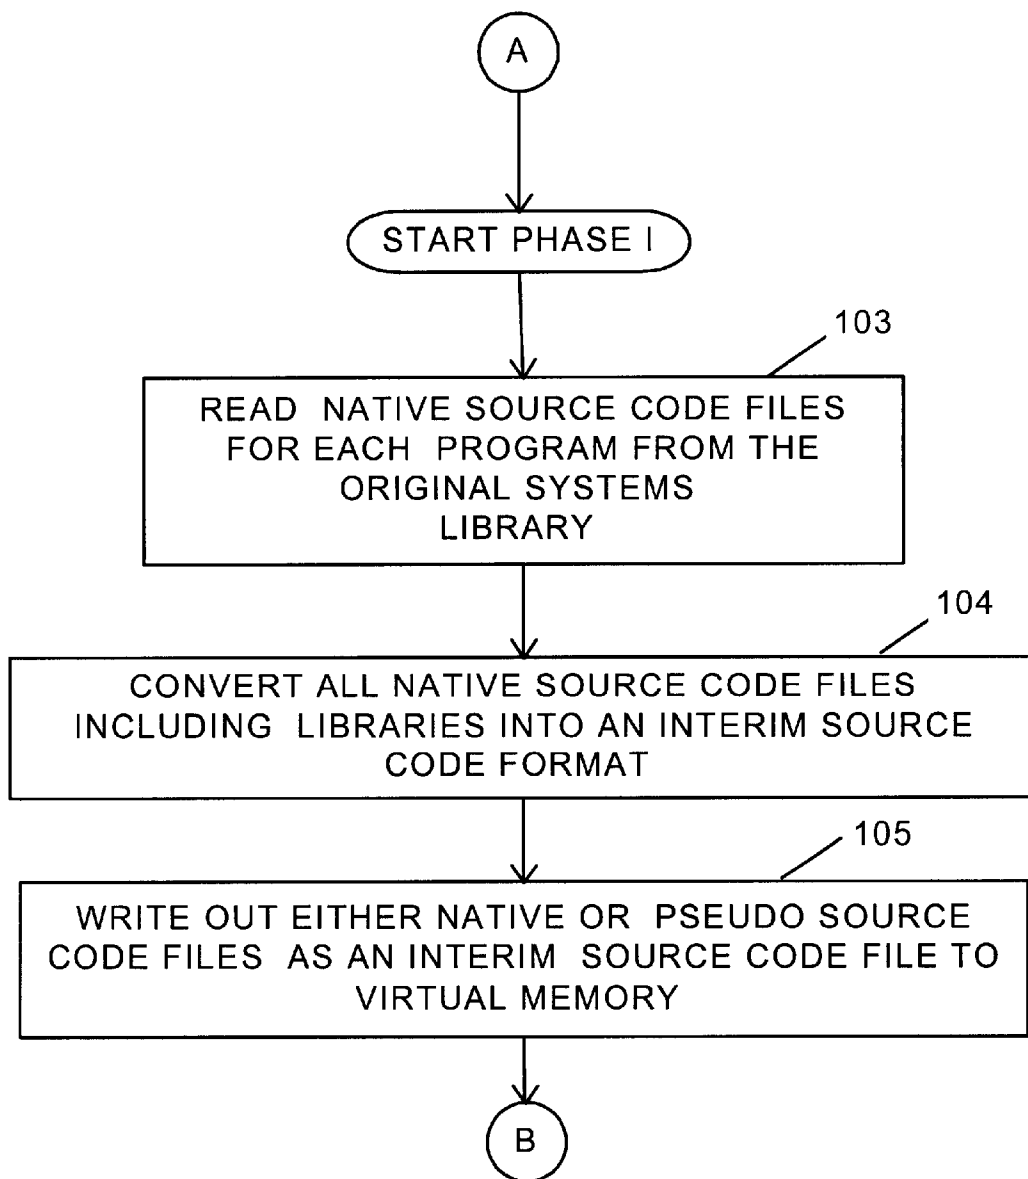 A
START PHASE I
103
READ NATIVE SOURCE CODE FILES
FOR EACH PROGRAM FROM THE
ORIGINAL SYSTEMS
LIBRARY
104
CONVERT ALL NATIVE SOURCE CODE FILES
INCLUDING LIBRARIES INTO AN INTERIM SOURCE
CODE FORMAT
105
WRITE OUT EITHER NATIVE OR PSEUDO SOURCE
CODE FILES AS AN INTERIM SOURCE CODE FILE TO
VIRTUAL MEMORY
B